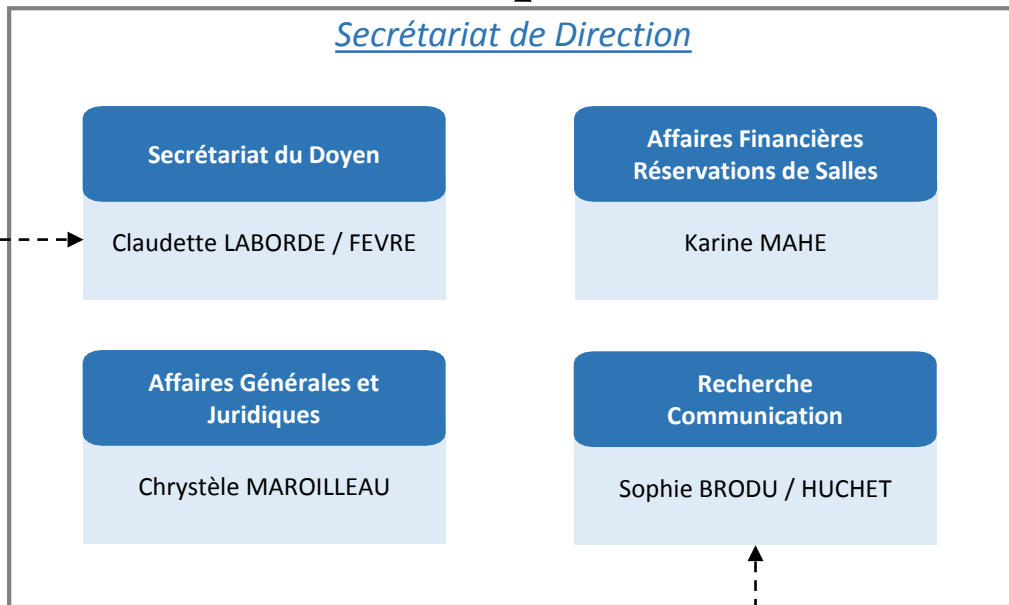 Secrétariat de Direction
Secrétariat du Doyen
Claudette LABORDE / FEVRE
Affaires Financières
Réservations de Salles
Karine MAHE
Affaires Générales et
Juridiques
Chrystèle MAROILLEAU
Recherche
Communication
Sophie BRODU / HUCHET